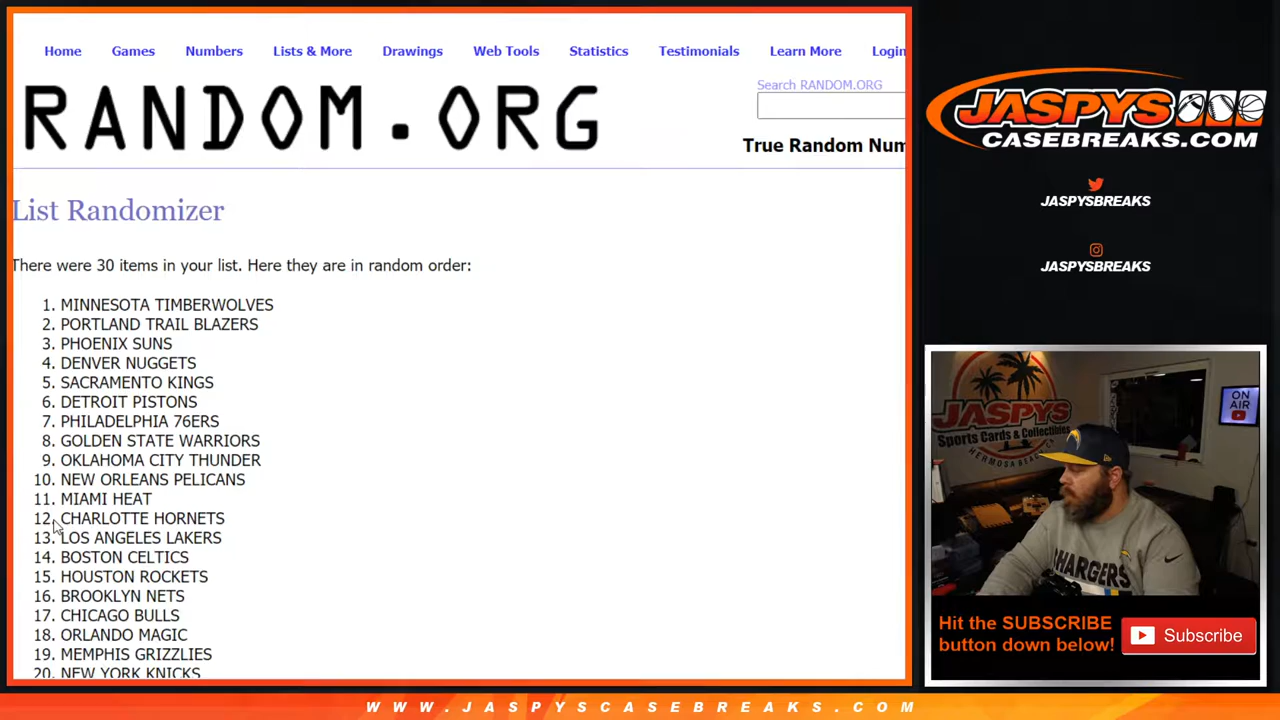 Home Games Numbers Lists & More Drawings Web Tools Statistics Testimonials Learn More Login
RANDOM.ORG
Search RANDOM.ORG
True Random Num
List Randomizer
There were 30 items in your list. Here they are in random order:
1. MINNESOTA TIMBERWOLVES
2. PORTLAND TRAIL BLAZERS
3. PHOENIX SUNS
4. DENVER NUGGETS
5. SACRAMENTO KINGS
6. DETROIT PISTONS
7. PHILADELPHIA 76ERS
8. GOLDEN STATE WARRIORS
9. OKLAHOMA CITY THUNDER
10. NEW ORLEANS PELICANS
11. MIAMI HEAT
12. CHARLOTTE HORNETS
13. LOS ANGELES LAKERS
14. BOSTON CELTICS
15. HOUSTON ROCKETS
16. BROOKLYN NETS
17. CHICAGO BULLS
18. ORLANDO MAGIC
19. MEMPHIS GRIZZLIES
20. NEW YORK KNICKS
JASPYS
CASEBREAKS.COM
JASPYSBREAKS
JASPYSBREAKS
JASPYS
Sports Cards & Collectibles
HERMOSA BEACH
ON
AIR
CHARGERS
Hit the SUBSCRIBE
button down below!
Subscribe
WWW.JASPYSCASEBREAKS.COM